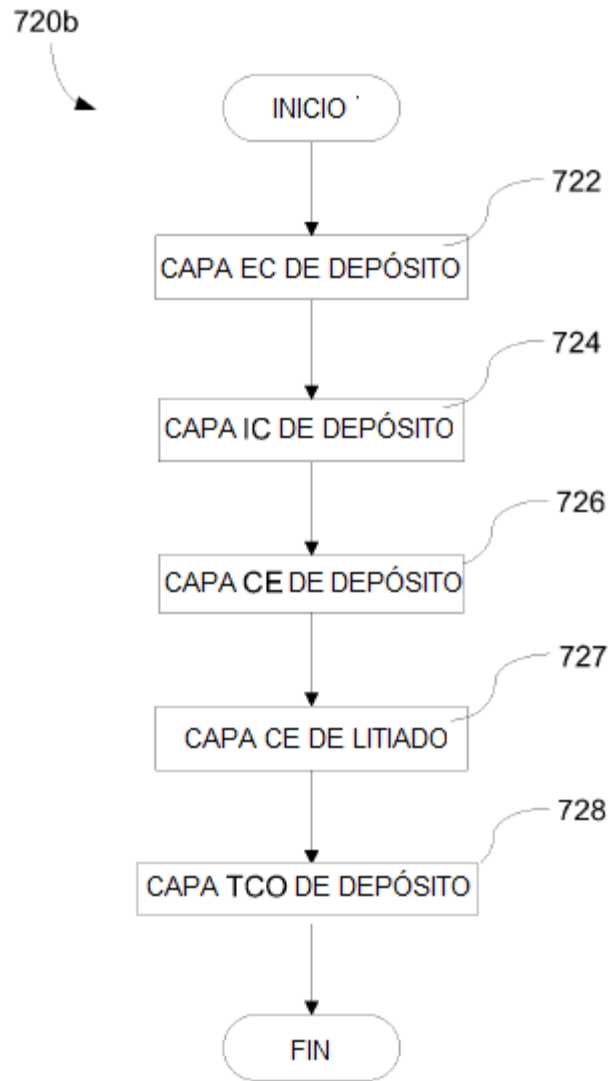 720b
INICIO
722
CAPA EC DE DEPÓSITO
724
CAPA IC DE DEPÓSITO
726
CAPA CE DE DEPÓSITO
727
CAPA CE DE LITIADO
728
CAPA TCO DE DEPÓSITO
FIN